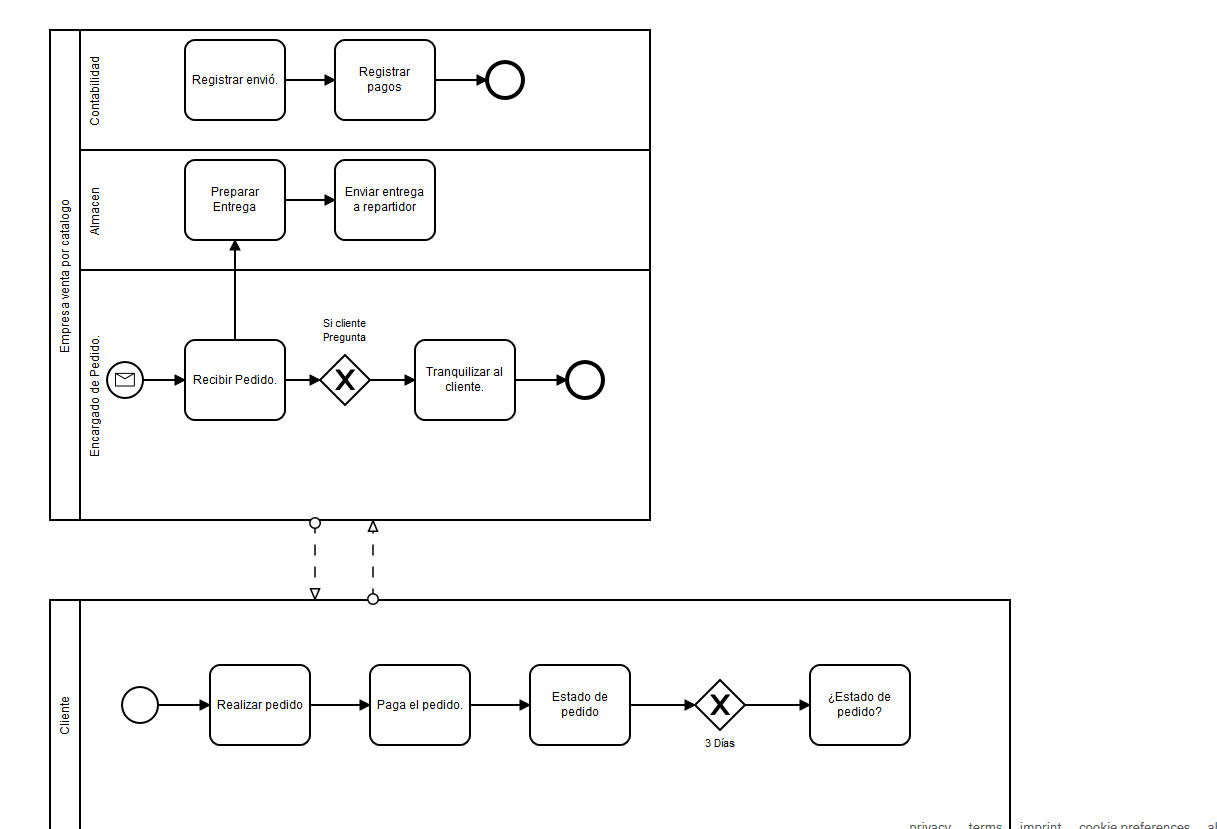 Empresa venta por catalogo
Contabilidad
Registrar envió.
Registrar
pagos
Almacen
Preparar
Entrega
Enviar entrega
a repartidor
Encargado de Pedido.
Recibir Pedido.
Si cliente
Pregunta
Tranquilizar al
cliente.
Cliente
Realizar pedido
Paga el pedido.
Estado de
pedido
3 Días
¿Estado de
pedido?
privacy terms imprint cookie preferences